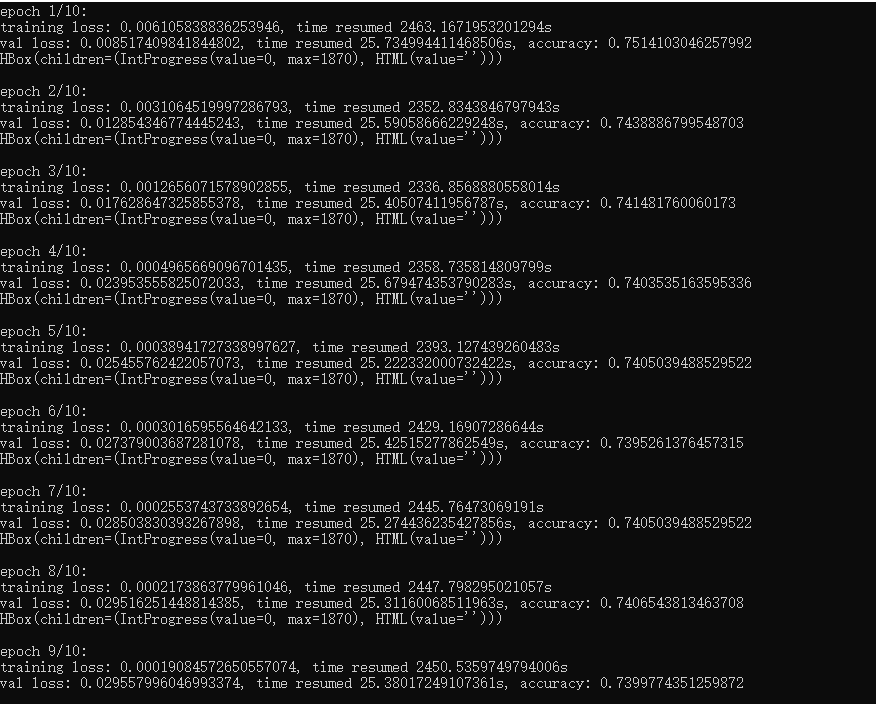 epoch 1/10:
training loss: 0.006105838836253946, time resumed 2463.1671953201294s
val loss: 0.008517409841844802, time resumed 25.734994411468506s, accuracy: 0.7514103046257992
HBox(children=(IntProgress(value=0, max=1870), HTML(value='')))
epoch 2/10:
training loss: 0.0031064519997286793, time resumed 2352.8343846797943s
val loss: 0.012854346774445243, time resumed 25.59058666229248s, accuracy: 0.7438886799548703
HBox(children=(IntProgress(value=0, max=1870), HTML(value='')))
epoch 3/10:
training loss: 0.0012656071578902855, time resumed 2336.8568880558014s
val loss: 0.017628647325855378, time resumed 25.40507411956787s, accuracy: 0.741481760060173
HBox(children=(IntProgress(value=0, max=1870), HTML(value='')))
epoch 4/10:
training loss: 0.0004965669096701435, time resumed 2358.735814809799s
val loss: 0.023953555825072033, time resumed 25.679474353790283s, accuracy: 0.7403535163595336
HBox(children=(IntProgress(value=0, max=1870), HTML(value='')))
epoch 5/10:
training loss: 0.00038941727338997627, time resumed 2393.127439260483s
val loss: 0.025455762422057073, time resumed 25.222332000732422s, accuracy: 0.7405039488529522
HBox(children=(IntProgress(value=0, max=1870), HTML(value='')))
epoch 6/10:
training loss: 0.0003016595564642133, time resumed 2429.16907286644s
val loss: 0.027379003687281078, time resumed 25.42515277862549s, accuracy: 0.7395261376457315
HBox(children=(IntProgress(value=0, max=1870), HTML(value='')))
epoch 7/10:
training loss: 0.0002553743733892654, time resumed 2445.76473069191s
val loss: 0.028503830393267898, time resumed 25.274436235427856s, accuracy: 0.7405039488529522
HBox(children=(IntProgress(value=0, max=1870), HTML(value='')))
epoch 8/10:
training loss: 0.0002173863779961046, time resumed 2447.798295021057s
val loss: 0.029516251448814385, time resumed 25.31160068511963s, accuracy: 0.7406543813463708
HBox(children=(IntProgress(value=0, max=1870), HTML(value='')))
epoch 9/10:
training loss: 0.00019084572650557074, time resumed 2450.5359749794006s
val loss: 0.029557996046993374, time resumed 25.38017249107361s, accuracy: 0.7399774351259872